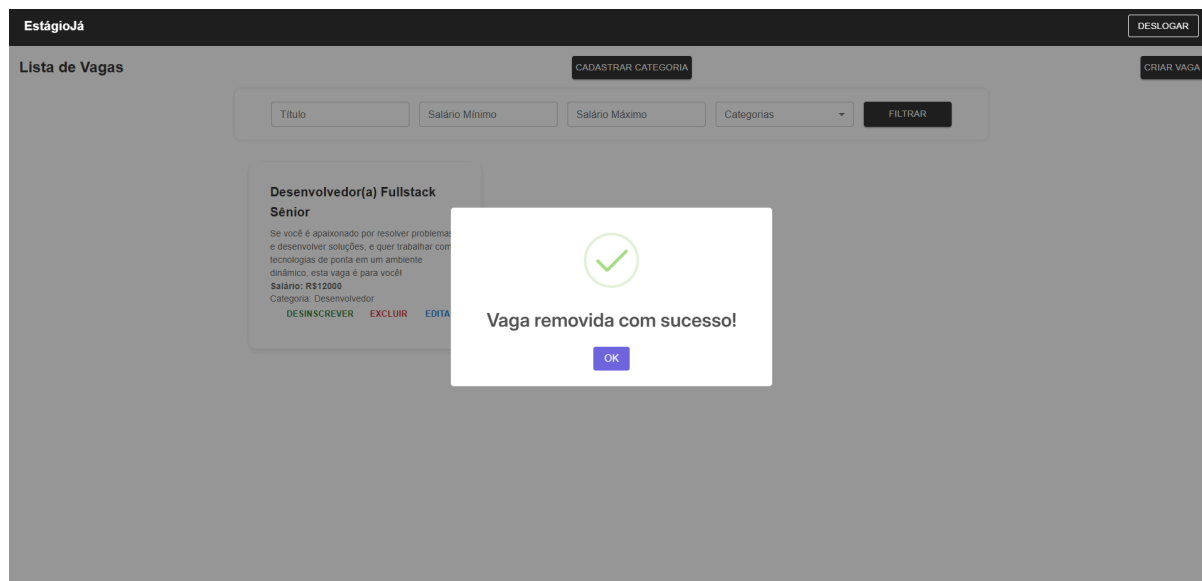 EstágioJá
DESLOGAR
Lista de Vagas
CADASTRAR CATEGORIA
CRIAR VAGA
Título
Salário Mínimo
Salário Máximo
Categorias
FILTRAR
Desenvolvedor(a) Fullstack
Sênior
Se você é apaixonado por resolver problemas
e desenvolver soluções, e quer trabalhar com
tecnologias de ponta em um ambiente
dinâmico, esta vaga é para você!
Salário: R$12000
Categoria: Desenvolvedor
DESINSCREVER
EXCLUIR
EDITA
Vaga removida com sucesso!
OK